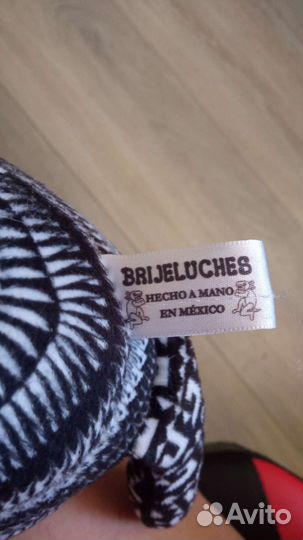 BRIJELUCHES
HECHO A MANO
EN MÉXICO
Avito